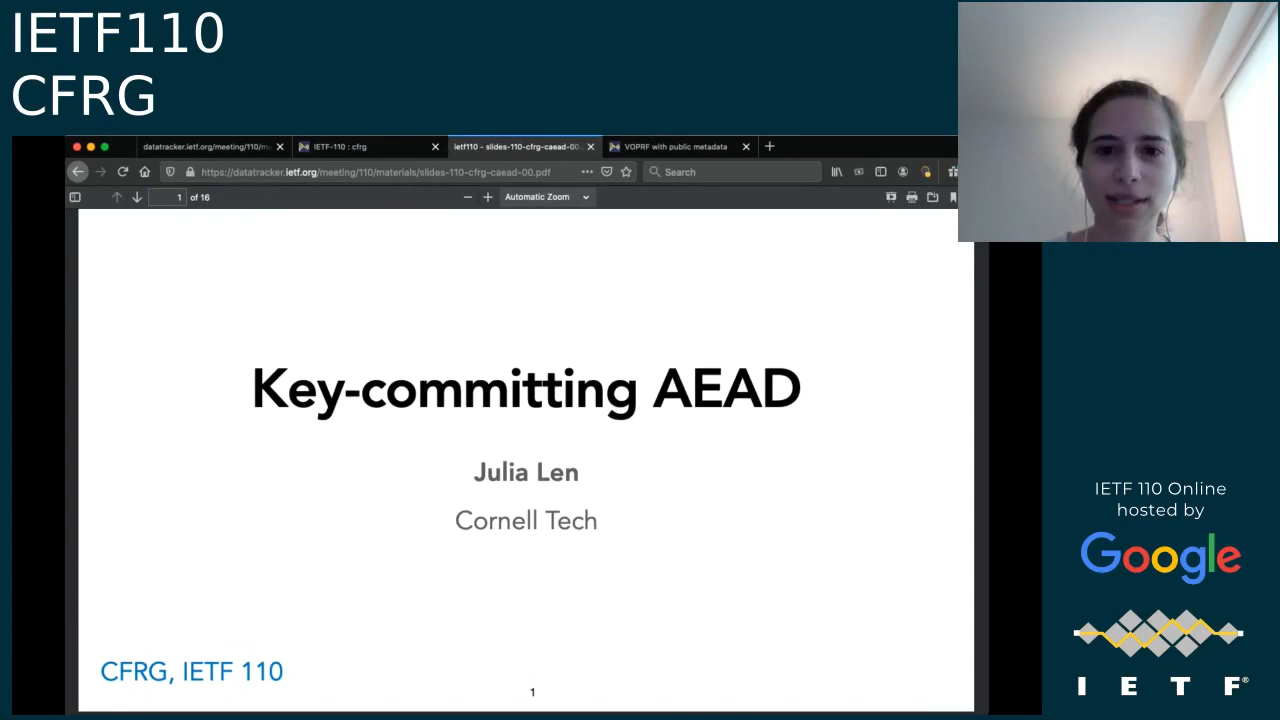 IETF110
CFRG
datatracker.ietf.org/meeting/110/m
IETF-110 : cfrg
ietf110 - slides-110-cfrg-caead-00.
VOPRF with public metadata
https://datatracker.ietf.org/meeting/110/materials/slides-110-cfrg-caead-00.pdf
Search
1 of 16
Automatic Zoom
Key-committing AEAD
Julia Len
Cornell Tech
CFRG, IETF 110
1
IETF 110 Online
hosted by
Google
I E T F®